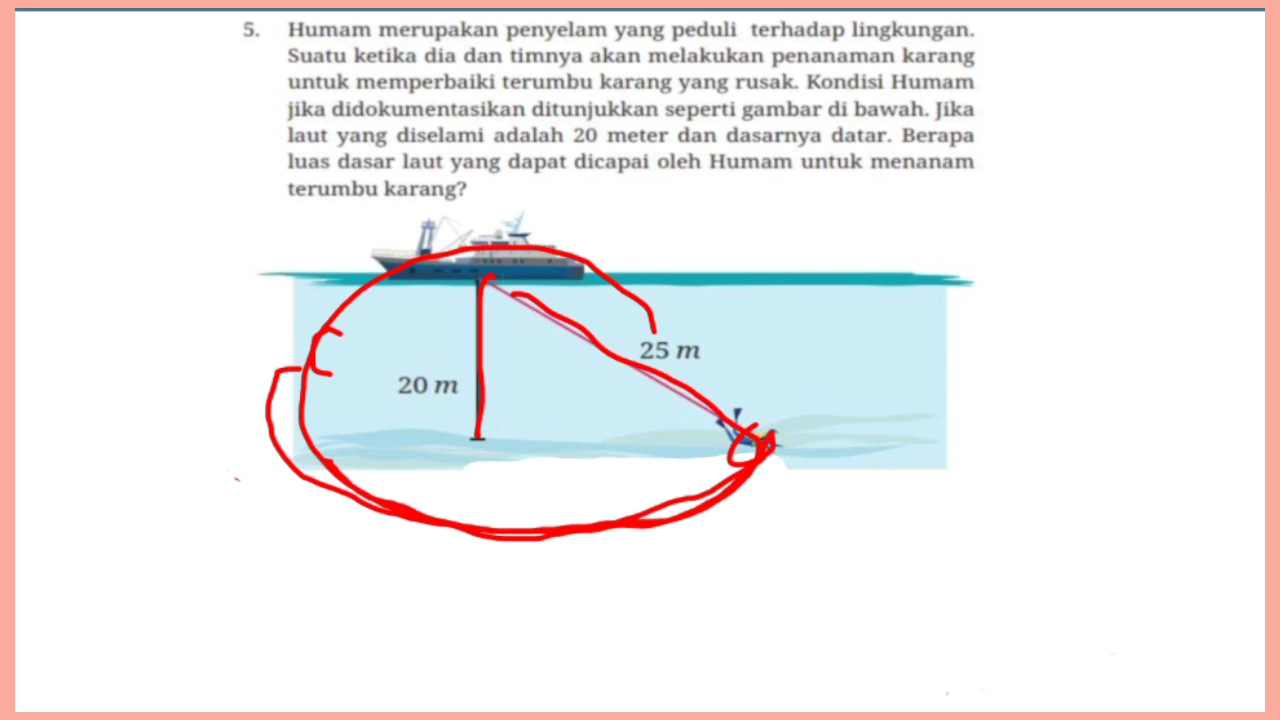 5. Humam merupakan penyelam yang peduli terhadap lingkungan.
Suatu ketika dia dan timnya akan melakukan penanaman karang
untuk memperbaiki terumbu karang yang rusak. Kondisi Humam
jika didokumentasikan ditunjukkan seperti gambar di bawah. Jika
laut yang diselami adalah 20 meter dan dasarnya datar. Berapa
luas dasar laut yang dapat dicapai oleh Humam untuk menanam
terumbu karang?
25 m
20 m